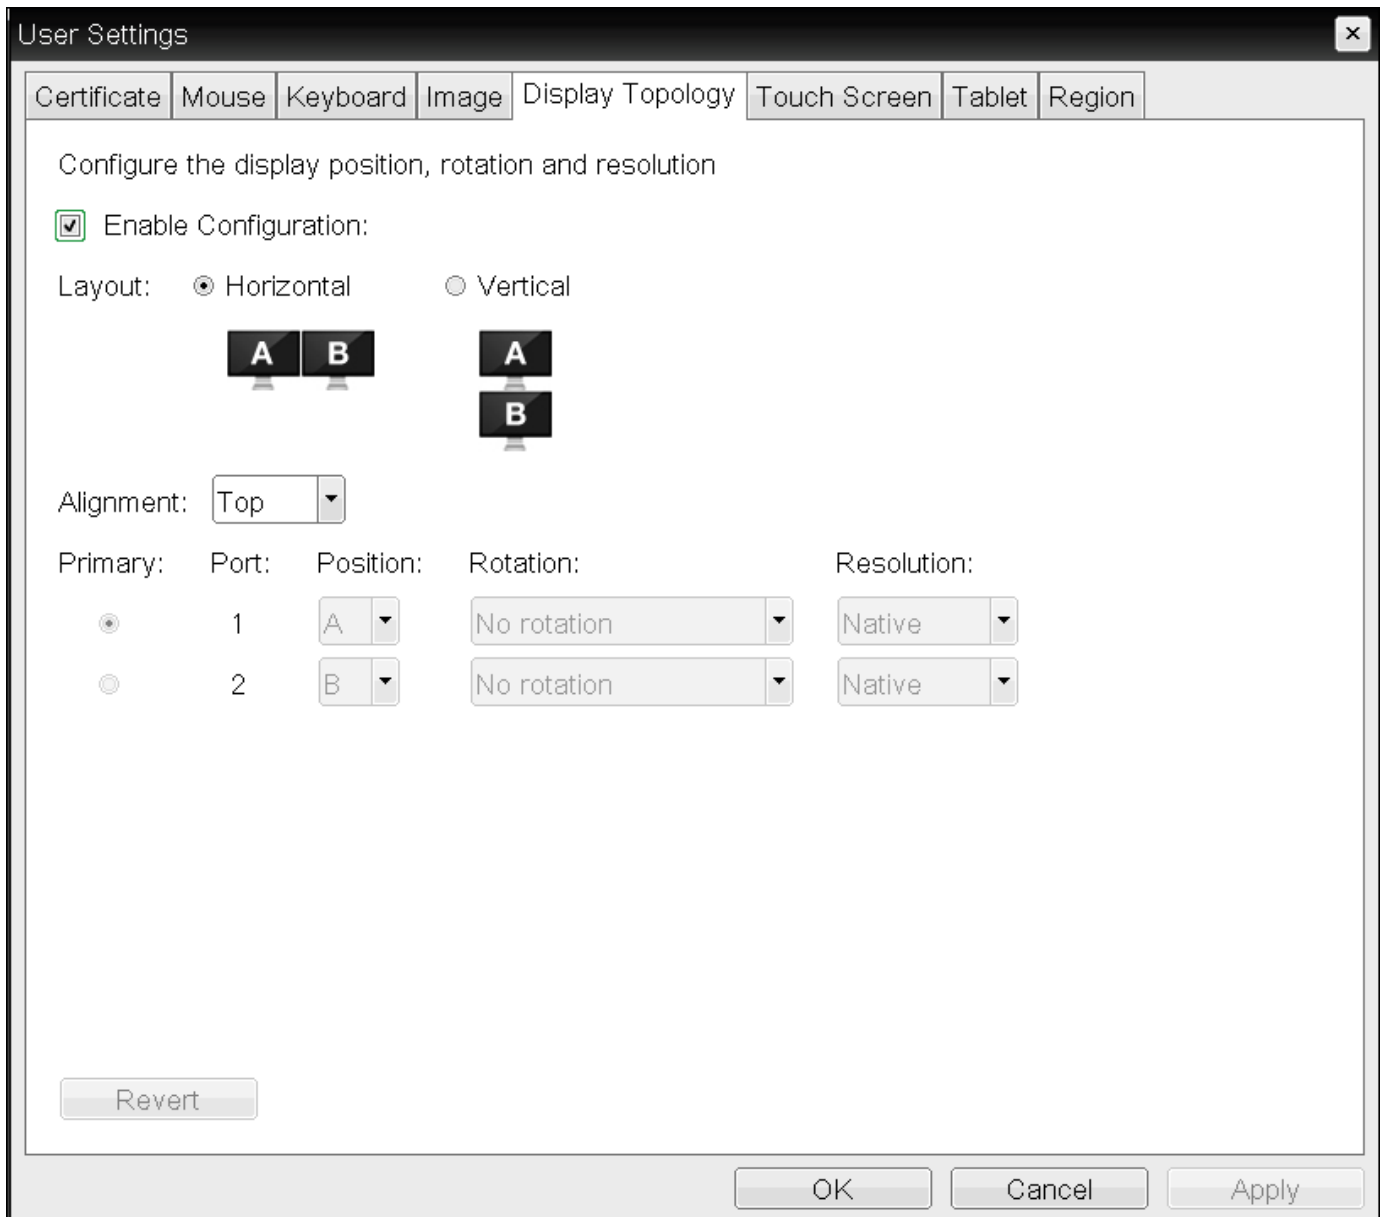 User Settings
Certificate Mouse Keyboard Image Display Topology Touch Screen Tablet Region
Configure the display position, rotation and resolution
Enable Configuration:
Layout: Horizontal Vertical
A B A
B
Alignment: Top
Primary: Port: Position: Rotation: Resolution:
1 A No rotation Native
2 B No rotation Native
Revert
OK Cancel Apply